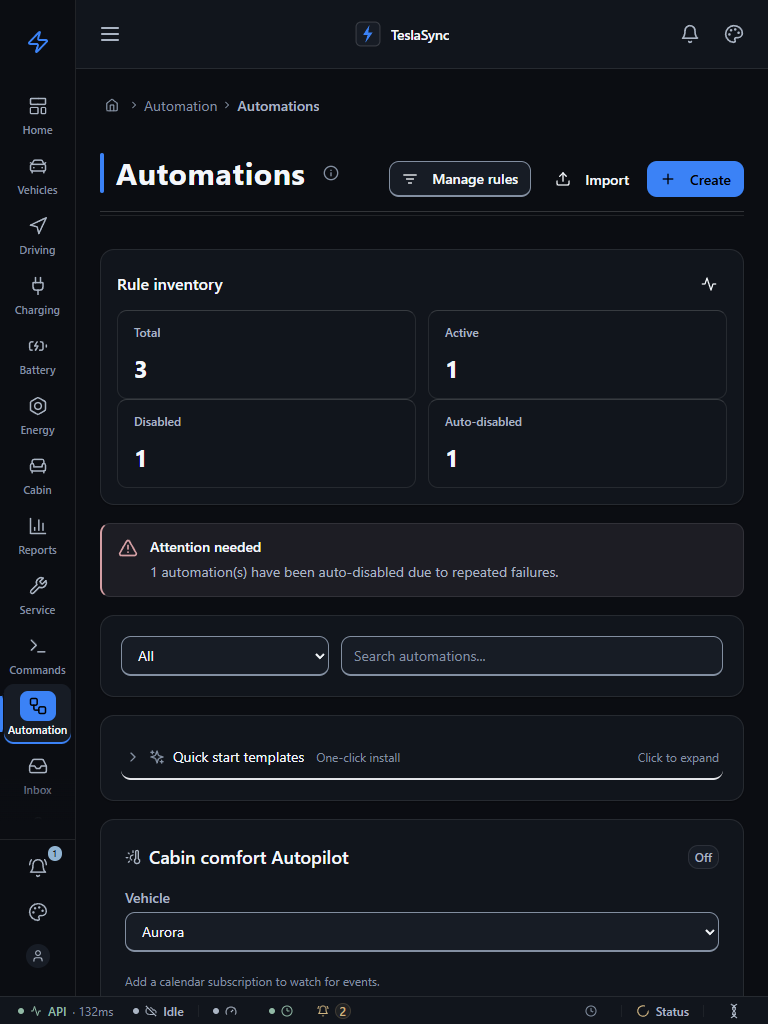 TeslaSync
Home
Vehicles
Driving
Charging
Battery
Energy
Cabin
Reports
Service
Commands
Automation
Inbox
1
Automation
Automations
Automations
Manage rules
Import
Create
Rule inventory
Total
3
Active
1
Disabled
1
Auto-disabled
1
Attention needed
1 automation(s) have been auto-disabled due to repeated failures.
All
Search automations...
Quick start templates One-click install Click to expand
Cabin comfort Autopilot Off
Vehicle
Aurora
Add a calendar subscription to watch for events.
API · 132ms Idle 2 Status